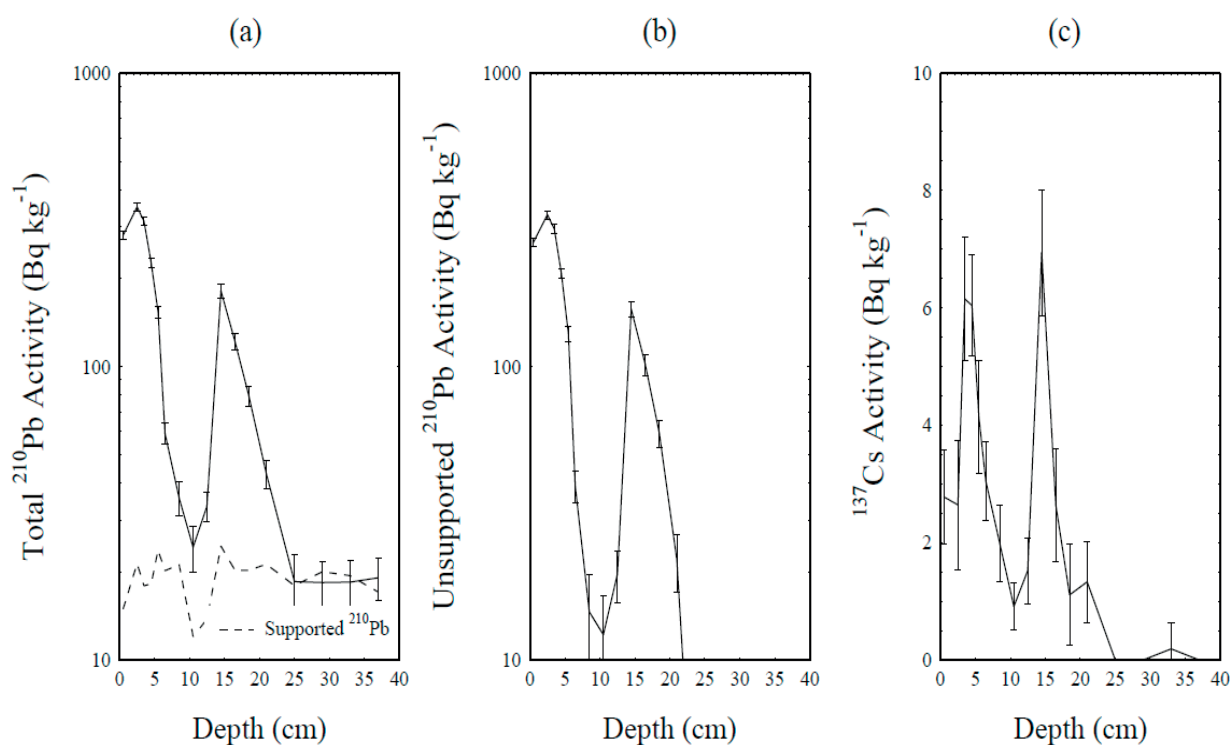 (a)
(b)
(c)
Total ²¹⁰Pb Activity (Bq kg⁻¹)
1000
100
10
Supported ²¹⁰Pb
0 5 10 15 20 25 30 35 40
Depth (cm)
Unsupported ²¹⁰Pb Activity (Bq kg⁻¹)
1000
100
10
0 5 10 15 20 25 30 35 40
Depth (cm)
¹³⁷Cs Activity (Bq kg⁻¹)
10
8
6
4
2
0
0 5 10 15 20 25 30 35 40
Depth (cm)